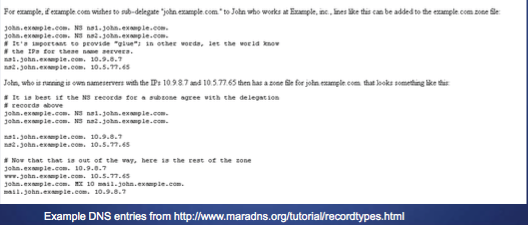 For example, if example.com wishes to sub-delegate "john.example.com." to John who works at Example, inc., lines like this can be added to the example.com zone file:
john.example.com. NS ns1.john.example.com.
john.example.com. NS ns2.john.example.com.
# It's important to provide "glue"; in other words, let the world know
# the IPs for these name servers.
ns1.john.example.com. 10.9.8.7
ns2.john.example.com. 10.5.77.65
John, who is running is own nameservers with the IPs 10.9.8.7 and 10.5.77.65 then has a zone file for john.example.com. that looks something like this:
# It is best if the NS records for a subzone agree with the delegation
# records above
john.example.com. NS ns1.john.example.com.
john.example.com. NS ns2.john.example.com.
ns1.john.example.com. 10.9.8.7
ns2.john.example.com. 10.5.77.65
# Now that that is out of the way, here is the rest of the zone
john.example.com. 10.9.8.7
www.john.example.com. 10.5.77.65
john.example.com. MX 10 mail.john.example.com.
mail.john.example.com. 10.9.8.7
Example DNS entries from http://www.maradns.org/tutorial/recordtypes.html